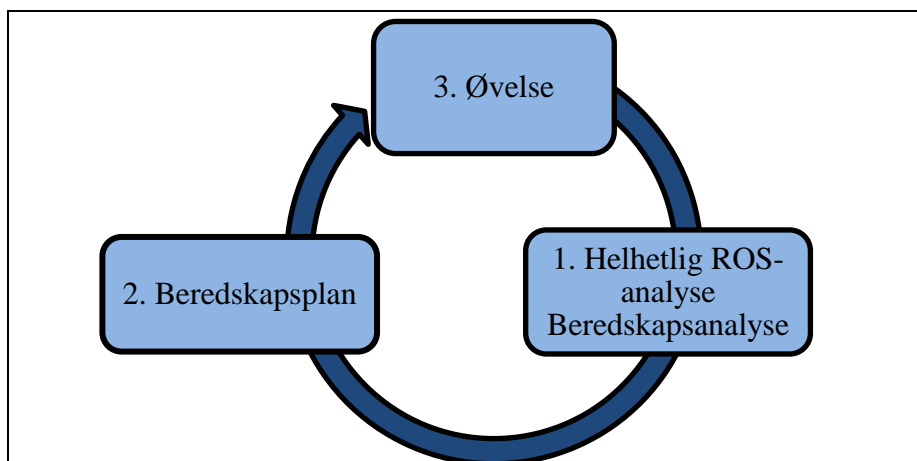 3. Øvelse
2. Beredskapsplan
1. Helhetlig ROS-
analyse
Beredskapsanalyse